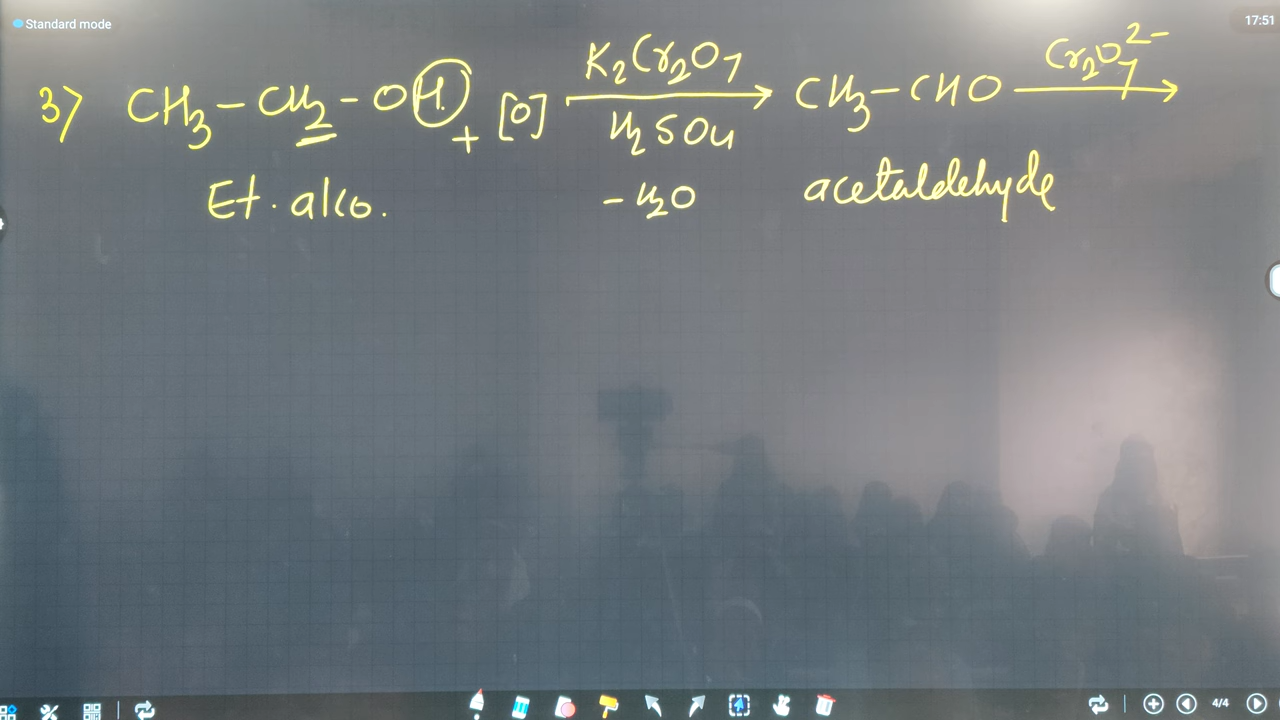 Standard mode
17:51
3) CH3-CH2-OH + [O] K2Cr2O7 → H2SO4 CH3-CHO Cr2O7^2- →
Et. alco. -H2O acetaldehyde
4/4